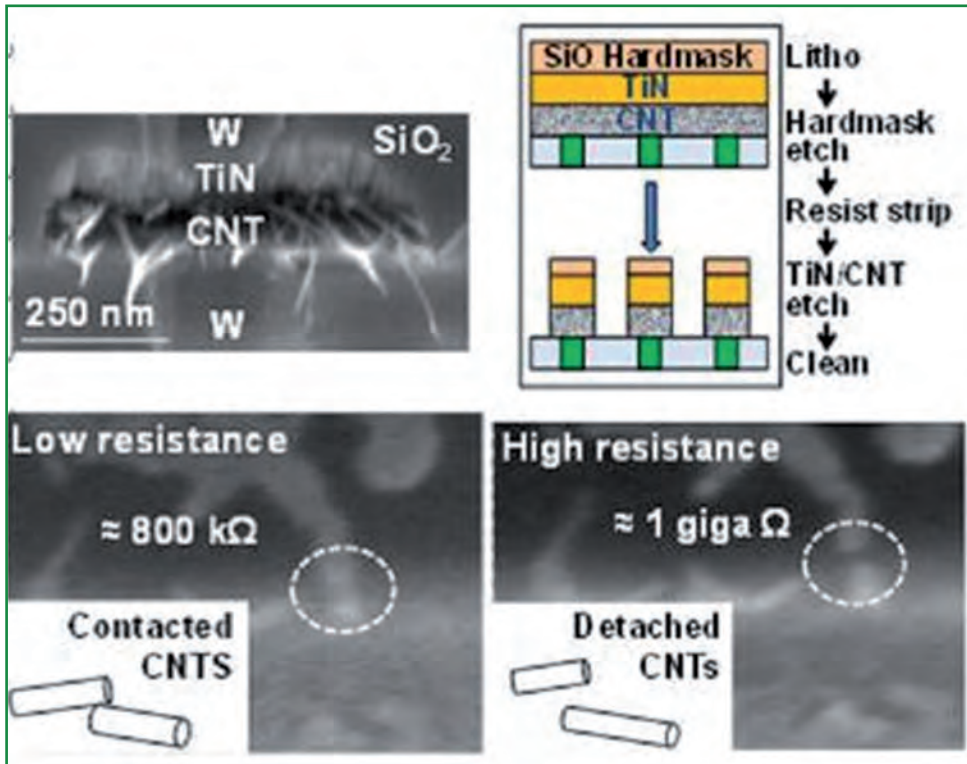 W
SiO₂
TiN
CNT
250 nm
W
SiO Hardmask
TiN
CNT
Litho
Hardmask
etch
Resist strip
TiN/CNT
etch
Clean
Low resistance
≈ 800 kΩ
Contacted
CNTS
High resistance
≈ 1 giga Ω
Detached
CNTs